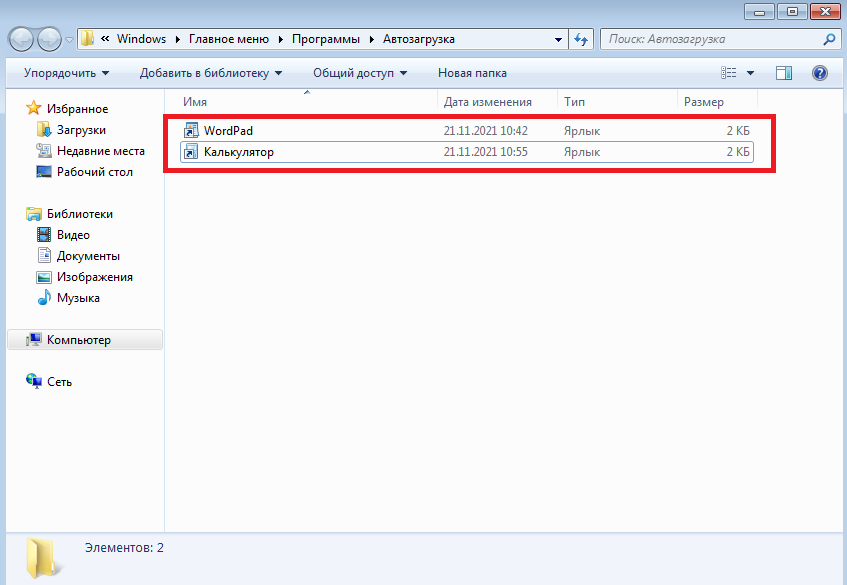 « Windows ▸ Главное меню ▸ Программы ▸ Автозагрузка
Поиск: Автозагрузка
Упорядочить Добавить в библиотеку Общий доступ Новая папка
Имя Дата изменения Тип Размер
WordPad 21.11.2021 10:42 Ярлык 2 КБ
Калькулятор 21.11.2021 10:55 Ярлык 2 КБ
Избранное
Загрузки
Недавние места
Рабочий стол
Библиотеки
Видео
Документы
Изображения
Музыка
Компьютер
Сеть
Элементов: 2